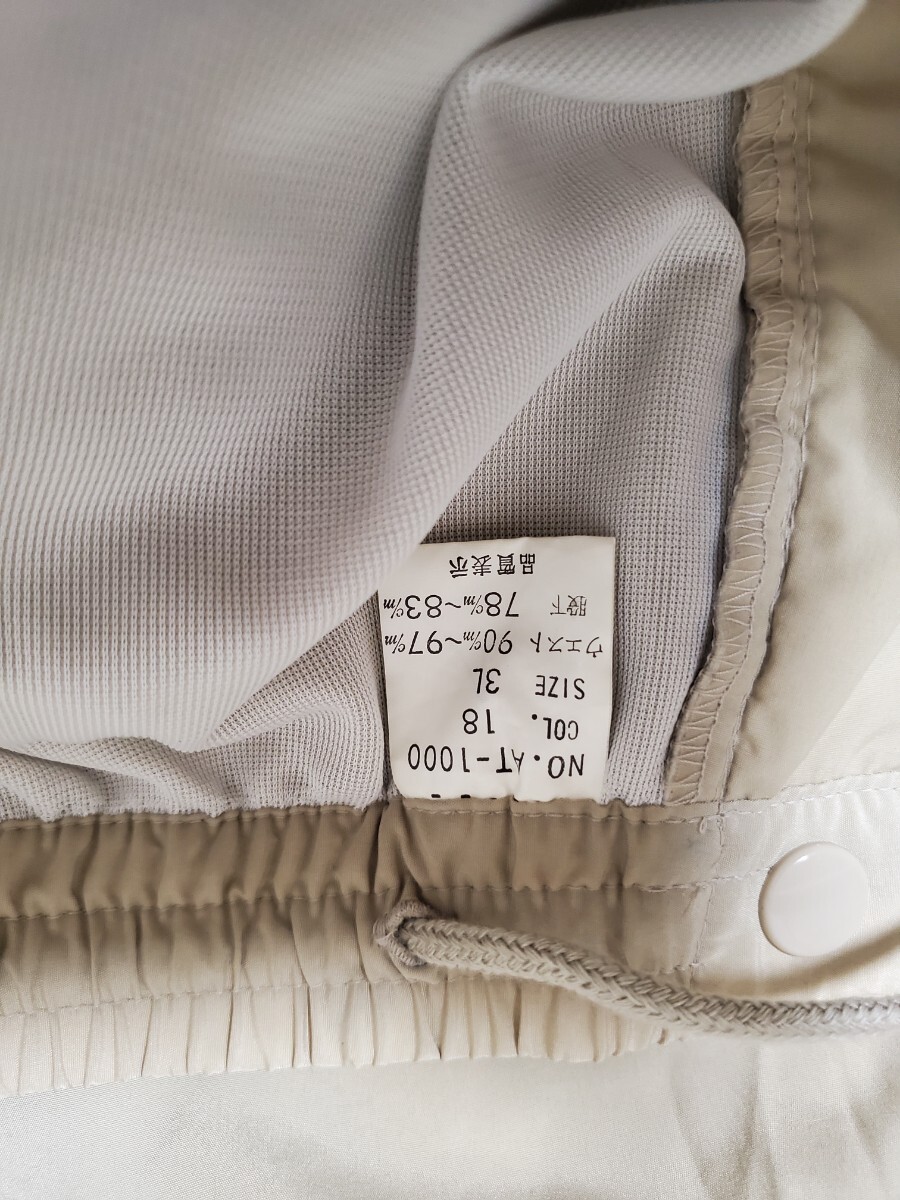 NO.AT-1000
COL. 18
SIZE 3L
ウエスト 90㎝~97㎝
股下 78㎝~83㎝
品質表示